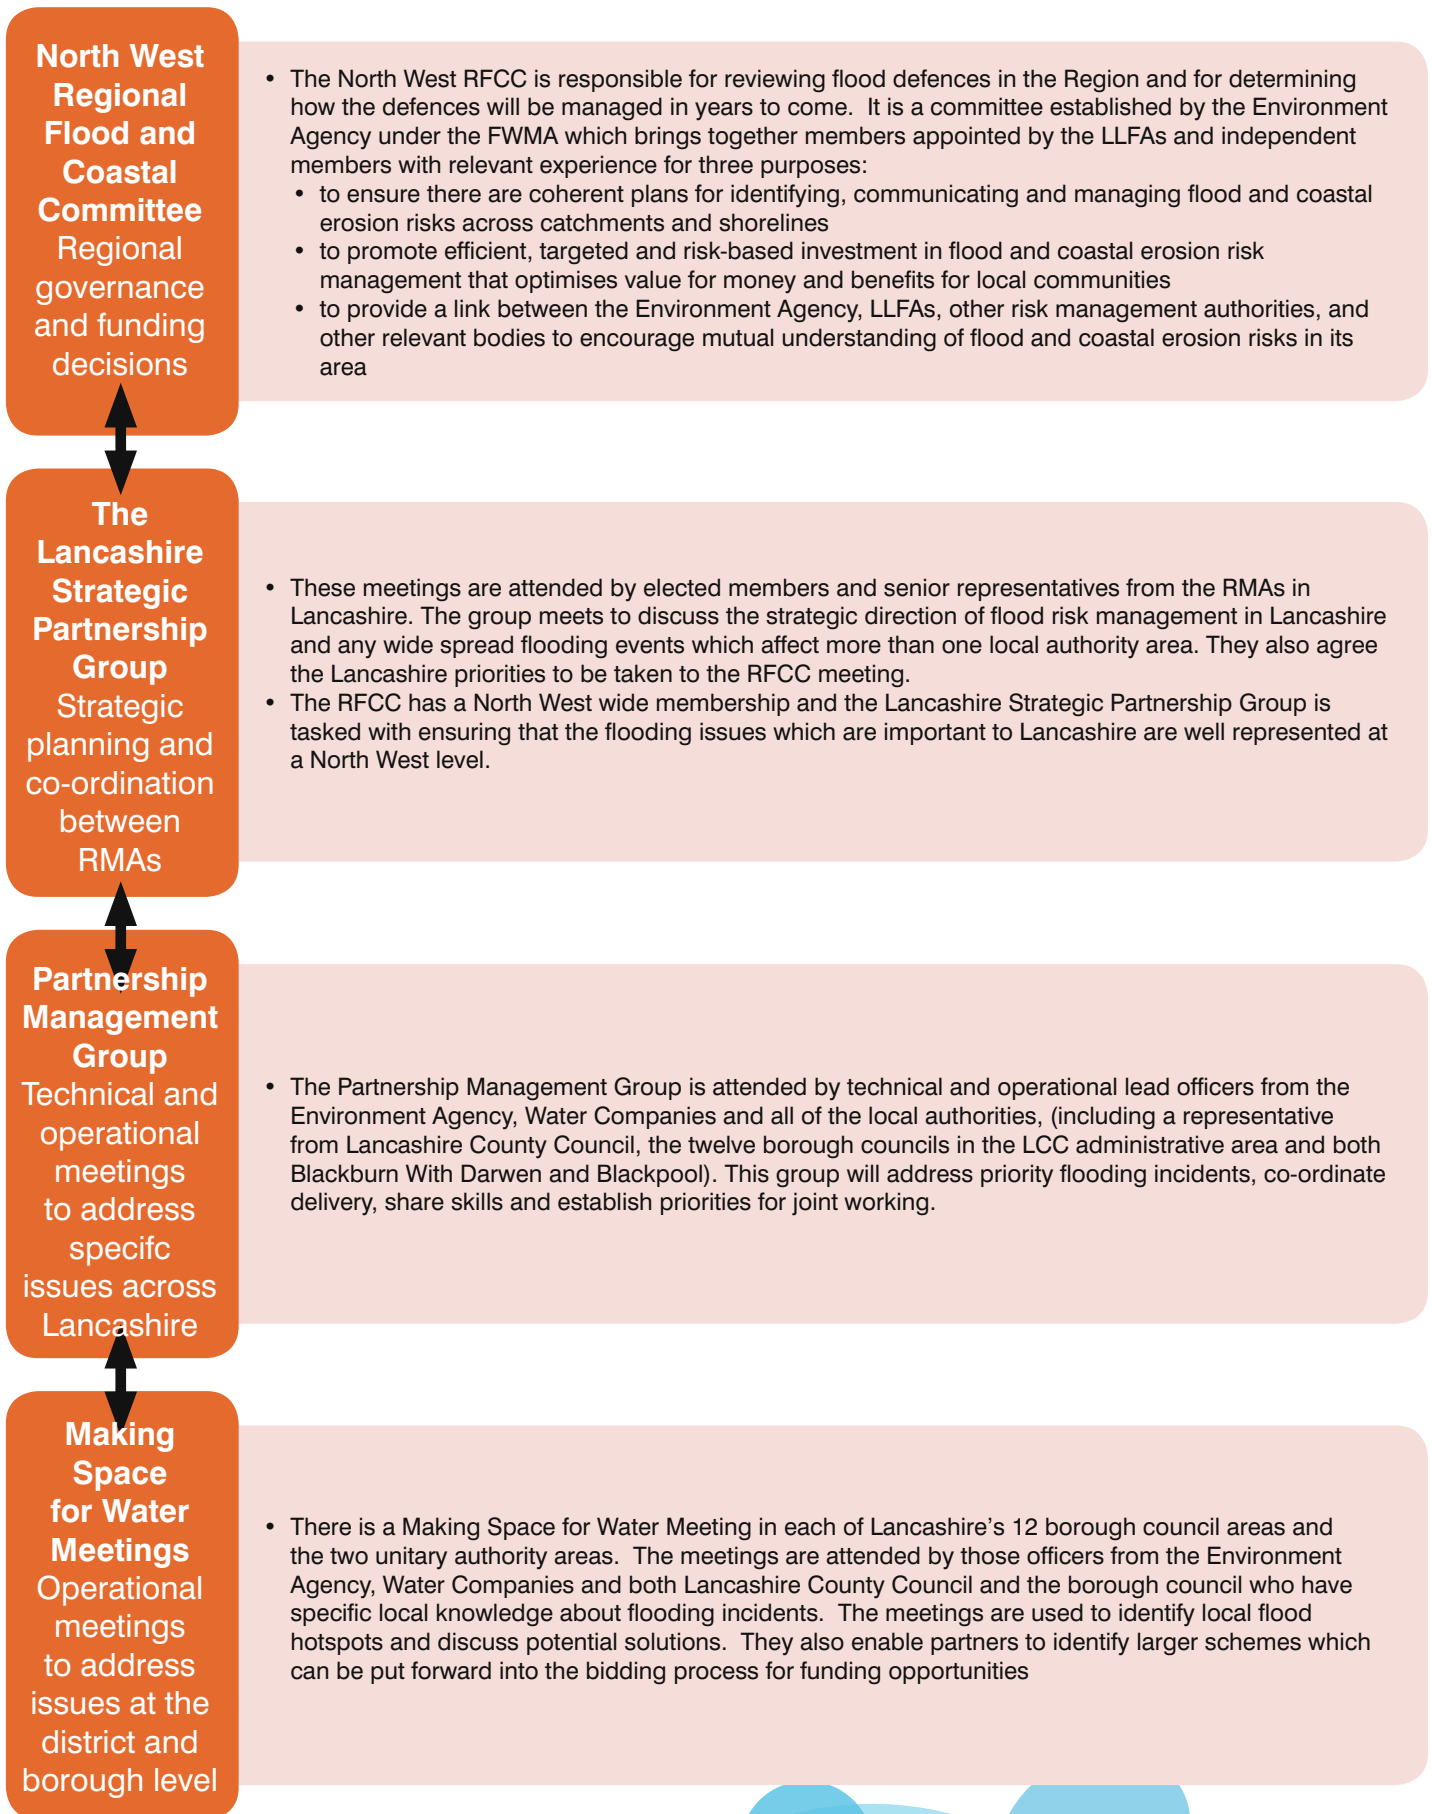 North West
Regional
Flood and
Coastal
Committee
Regional
governance
and funding
decisions
• The North West RFCC is responsible for reviewing flood defences in the Region and for determining
how the defences will be managed in years to come.  It is a committee established by the Environment
Agency under the FWMA which brings together members appointed by the LLFAs and independent
members with relevant experience for three purposes:
• to ensure there are coherent plans for identifying, communicating and managing flood and coastal
erosion risks across catchments and shorelines
• to promote efficient, targeted and risk-based investment in flood and coastal erosion risk
management that optimises value for money and benefits for local communities
• to provide a link between the Environment Agency, LLFAs, other risk management authorities, and
other relevant bodies to encourage mutual understanding of flood and coastal erosion risks in its
area
The
Lancashire
Strategic
Partnership
Group
Strategic
planning and
co-ordination
between
RMAs
• These meetings are attended by elected members and senior representatives from the RMAs in
Lancashire. The group meets to discuss the strategic direction of flood risk management in Lancashire
and any wide spread flooding events which affect more than one local authority area. They also agree
the Lancashire priorities to be taken to the RFCC meeting.
• The RFCC has a North West wide membership and the Lancashire Strategic Partnership Group is
tasked with ensuring that the flooding issues which are important to Lancashire are well represented at
a North West level.
Partnership
Management
Group
Technical and
operational
meetings
to address
specifc
issues across
Lancashire
• The Partnership Management Group is attended by technical and operational lead officers from the
Environment Agency, Water Companies and all of the local authorities, (including a representative
from Lancashire County Council, the twelve borough councils in the LCC administrative area and both
Blackburn With Darwen and Blackpool). This group will address priority flooding incidents, co-ordinate
delivery, share skills and establish priorities for joint working.
Making
Space
for Water
Meetings
Operational
meetings
to address
issues at the
district and
borough level
• There is a Making Space for Water Meeting in each of Lancashire’s 12 borough council areas and
the two unitary authority areas.  The meetings are attended by those officers from the Environment
Agency, Water Companies and both Lancashire County Council and the borough council who have
specific local knowledge about flooding incidents.  The meetings are used to identify local flood
hotspots and discuss potential solutions.  They also enable partners to identify larger schemes which
can be put forward into the bidding process for funding opportunities